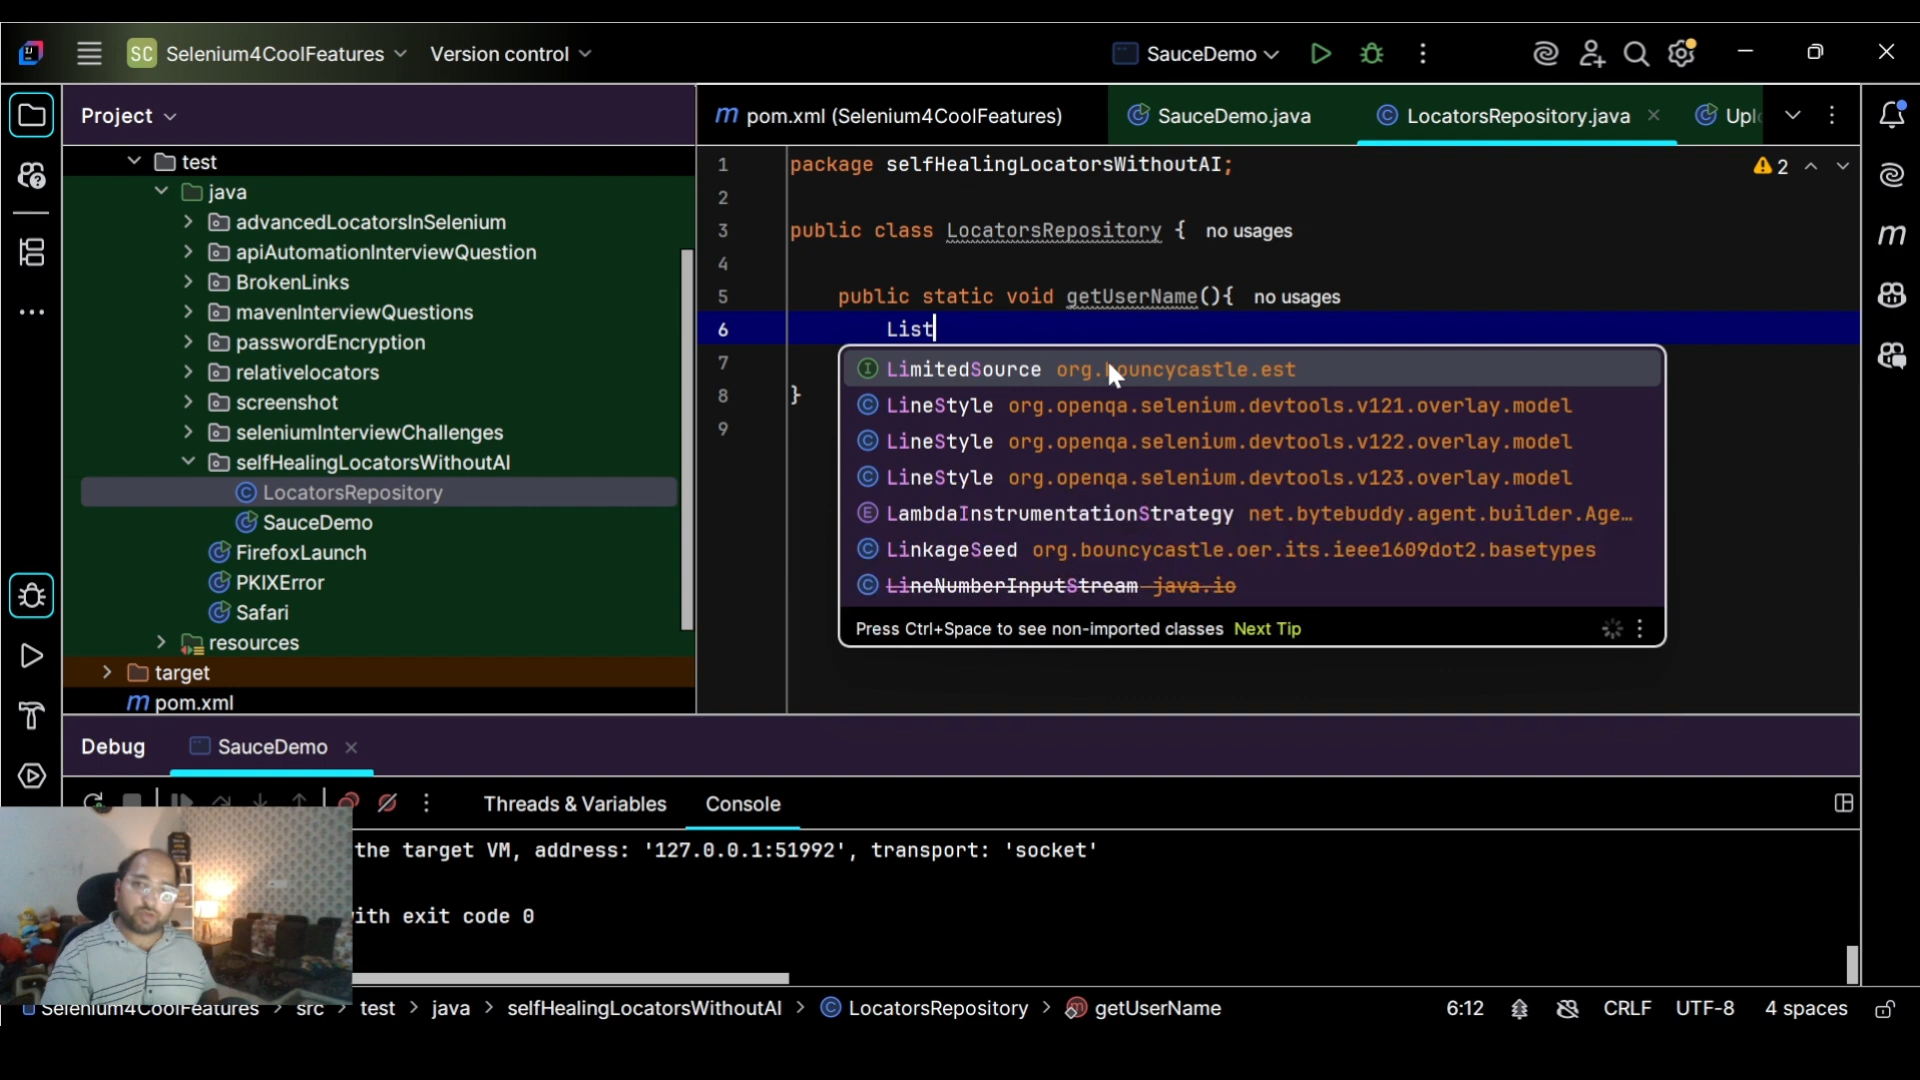 SC Selenium4CoolFeatures Version control SauceDemo
Project
pom.xml (Selenium4CoolFeatures) SauceDemo.java LocatorsRepository.java Uplo
test
java
advancedLocatorsInSelenium
apiAutomationInterviewQuestion
BrokenLinks
mavenInterviewQuestions
passwordEncryption
relativelocators
screenshot
seleniumInterviewChallenges
selfHealingLocatorsWithoutAI
LocatorsRepository
SauceDemo
FirefoxLaunch
PKIXError
Safari
resources
target
pom.xml
1 package selfHealingLocatorsWithoutAI;
2
3 public class LocatorsRepository { no usages
4
5 public static void getUserName(){ no usages
6 List
7
8 }
9
2
LimitedSource org.bouncycastle.est
LineStyle org.openqa.selenium.devtools.v121.overlay.model
LineStyle org.openqa.selenium.devtools.v122.overlay.model
LineStyle org.openqa.selenium.devtools.v123.overlay.model
LambdaInstrumentationStrategy net.bytebuddy.agent.builder.Age…
LinkageSeed org.bouncycastle.oer.its.ieee1609dot2.basetypes
LineNumberInputStream java.io
Press Ctrl+Space to see non-imported classes Next Tip
Debug SauceDemo
Threads & Variables Console
the target VM, address: '127.0.0.1:51992', transport: 'socket'
ith exit code 0
Selenium4CoolFeatures src test java selfHealingLocatorsWithoutAI LocatorsRepository getUserName 6:12 CRLF UTF-8 4 spaces